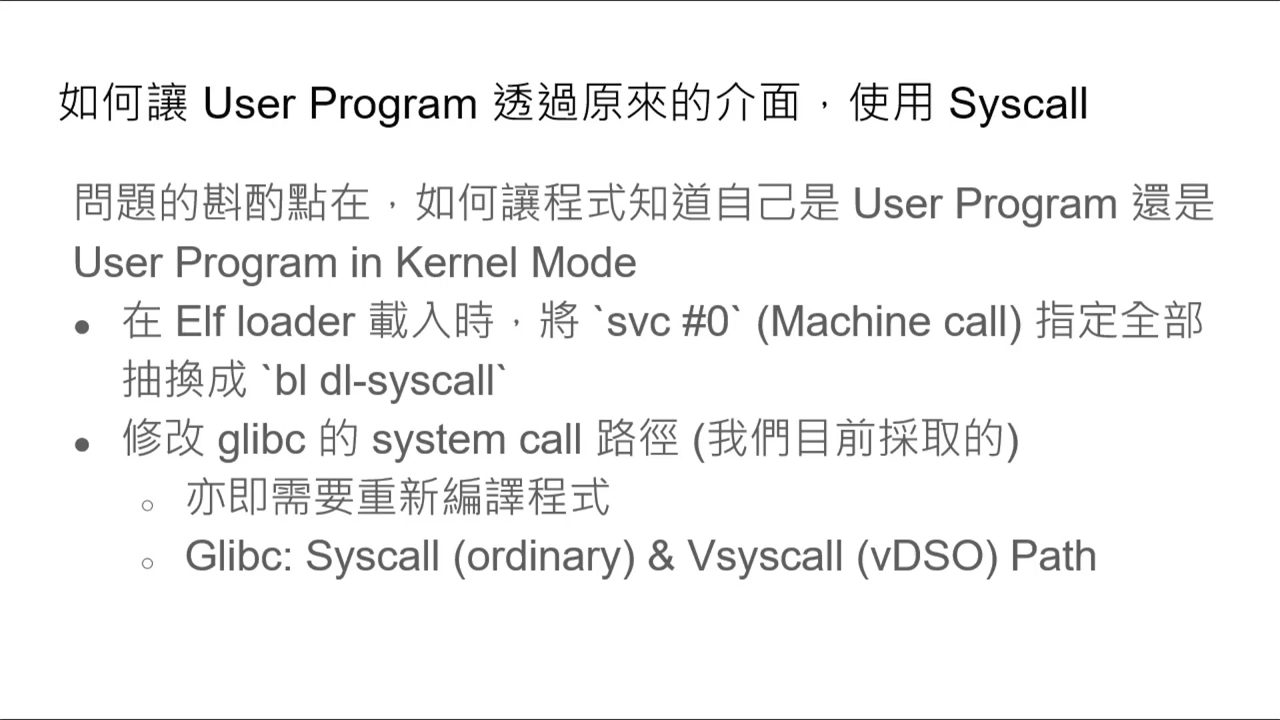 如何讓 User Program 透過原來的介面，使用 Syscall
問題的斟酌點在，如何讓程式知道自己是 User Program 還是
User Program in Kernel Mode
● 在 Elf loader 載入時，將 `svc #0` (Machine call) 指定全部
抽換成 `bl dl-syscall`
● 修改 glibc 的 system call 路徑 (我們目前採取的)
○ 亦即需要重新編譯程式
○ Glibc: Syscall (ordinary) & Vsyscall (vDSO) Path